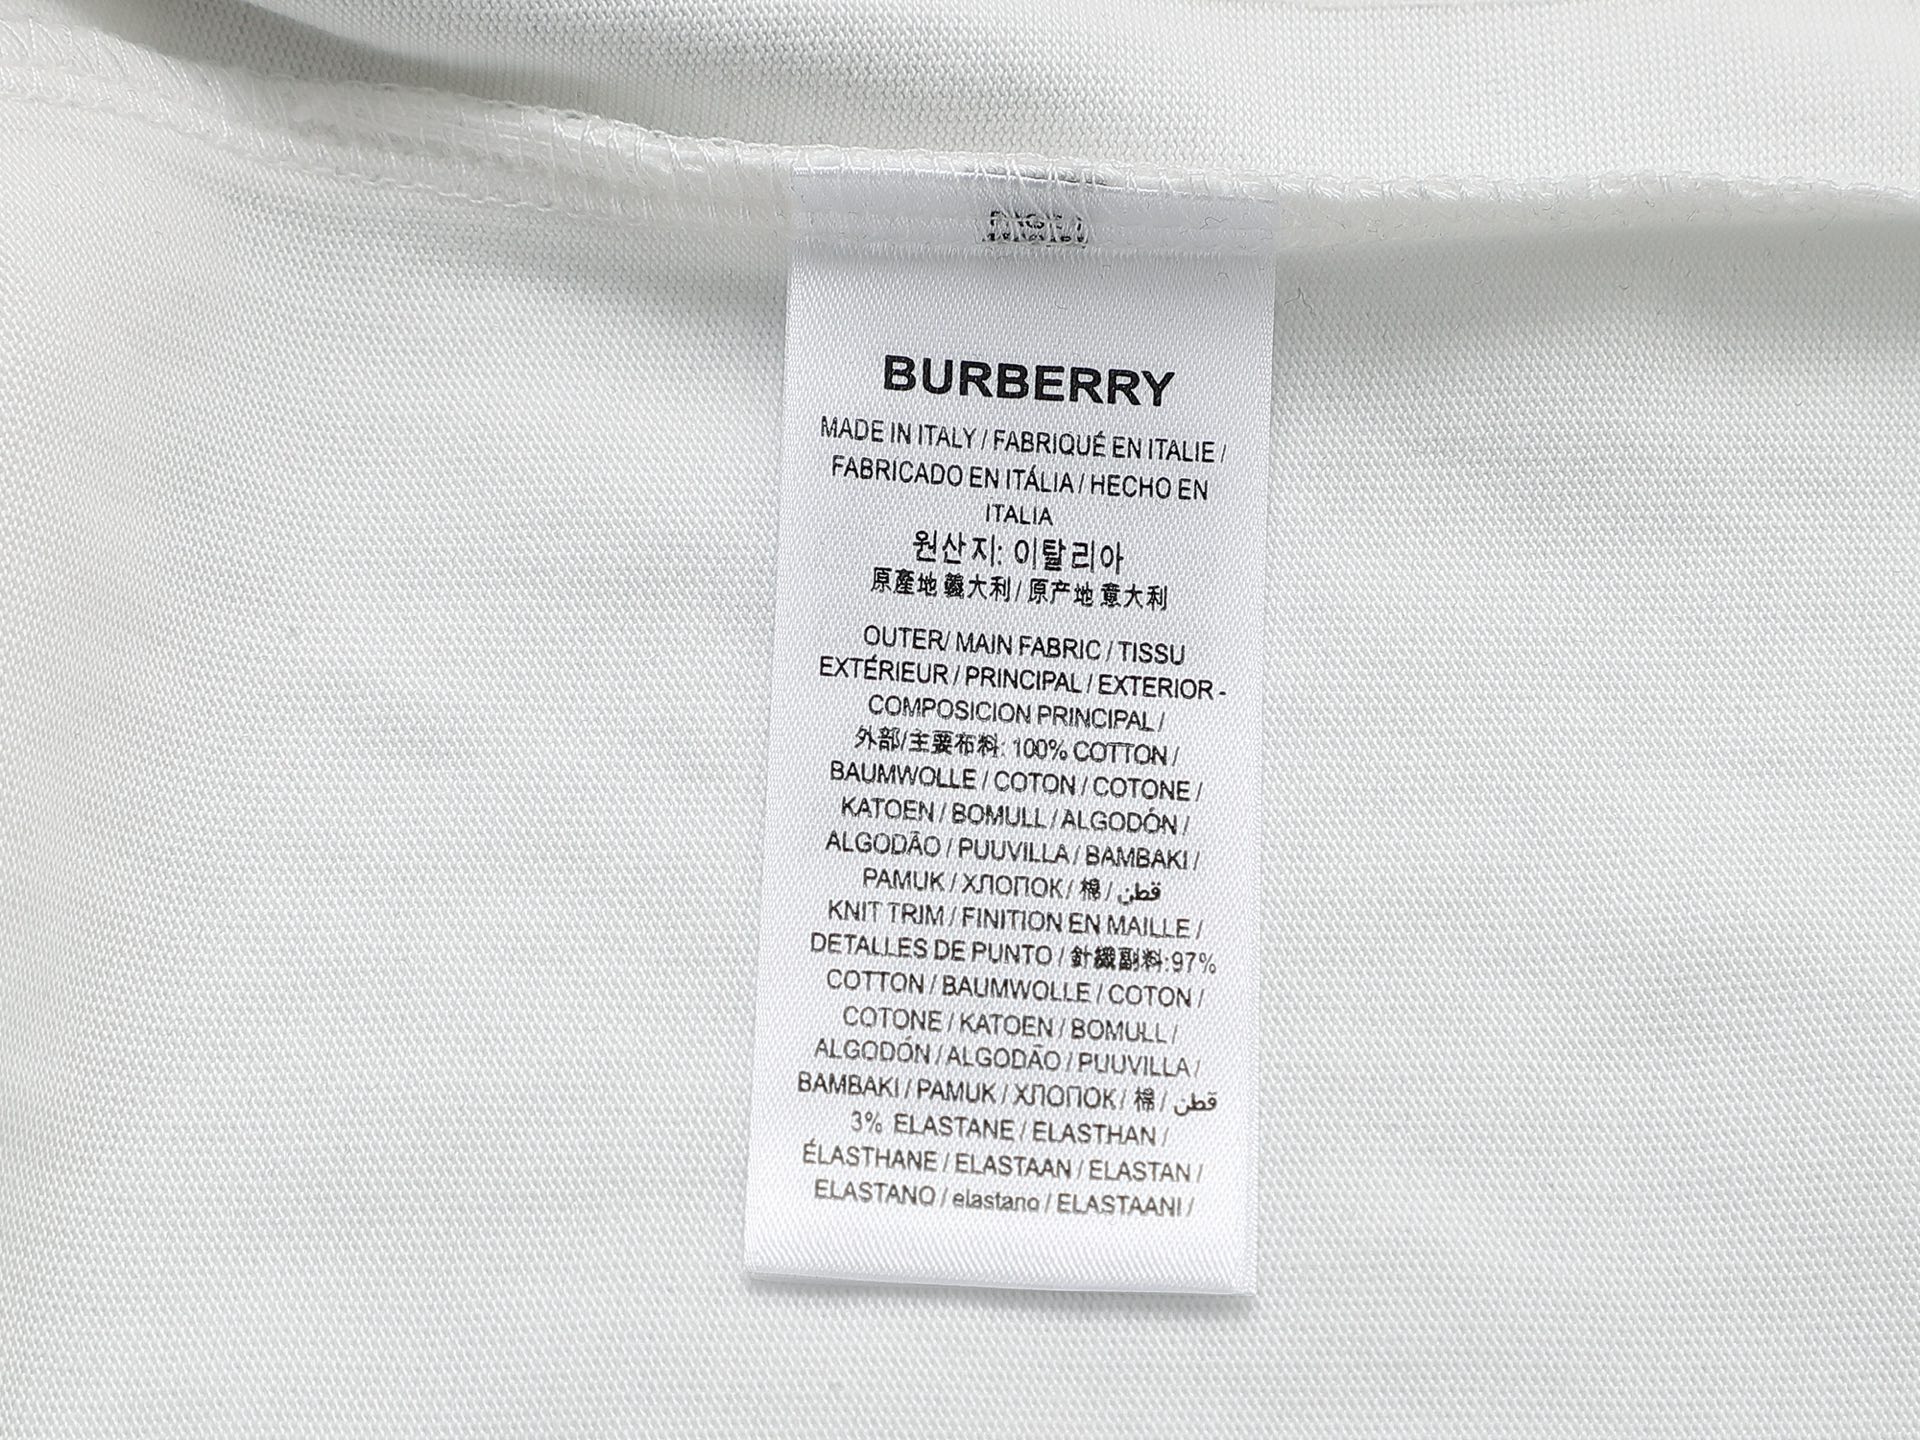 BURBERRY
MADE IN ITALY / FABRIQUÉ EN ITALIE /
FABRICADO EN ITÁLIA / HECHO EN
ITALIA
원산지: 이탈리아
原產地 義大利 / 原产地 意大利
OUTER/ MAIN FABRIC / TISSU
EXTÉRIEUR / PRINCIPAL / EXTERIOR -
COMPOSICION PRINCIPAL /
外部/主要布料: 100% COTTON /
BAUMWOLLE / COTON / COTONE /
KATOEN / BOMULL / ALGODÓN /
ALGODÃO / PUUVILLA / BAMBAKI /
PAMUK / ХЛОПОК / 棉 / قطن
KNIT TRIM / FINITION EN MAILLE /
DETALLES DE PUNTO / 針織副料:97%
COTTON / BAUMWOLLE / COTON /
COTONE / KATOEN / BOMULL /
ALGODÓN / ALGODÃO / PUUVILLA /
BAMBAKI / PAMUK / ХЛОПОК / 棉 / قطن
3% ELASTANE / ELASTHAN /
ÉLASTHANE / ELASTAAN / ELASTAN /
ELASTANO / elastano / ELASTAANI /